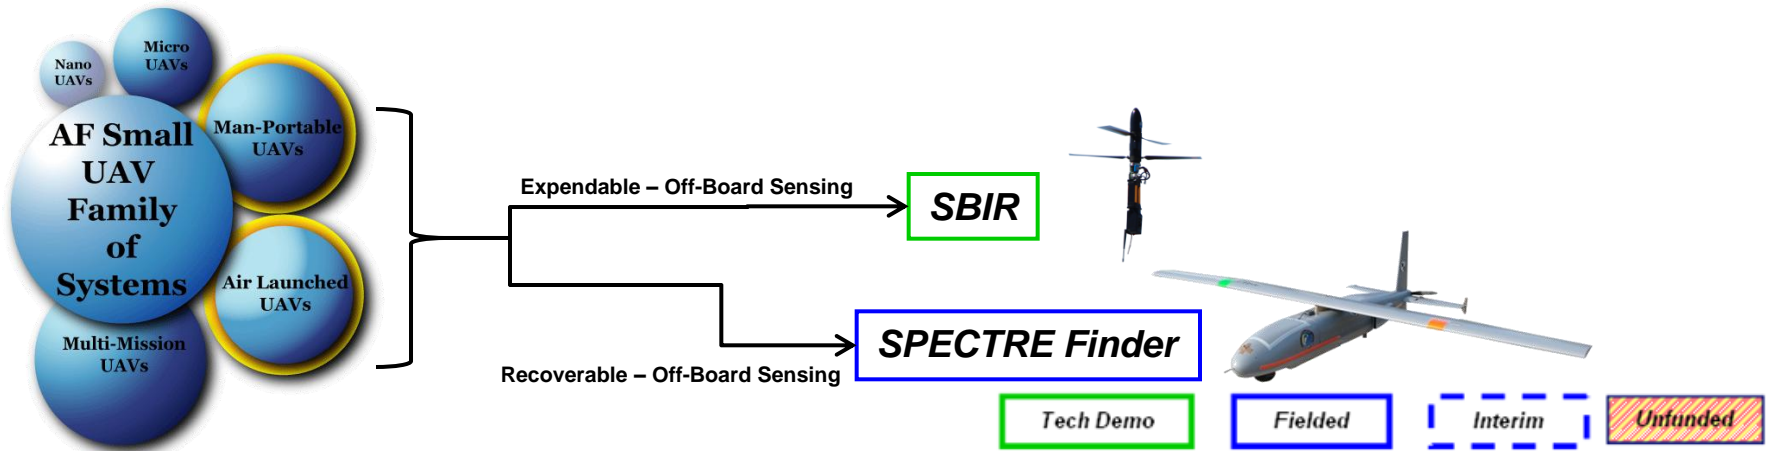 Nano
UAVs
Micro
UAVs
Man-Portable
UAVs
AF Small
UAV
Family
of
Systems
Air Launched
UAVs
Multi-Mission
UAVs
Expendable – Off-Board Sensing
SBIR
SPECTRE Finder
Recoverable – Off-Board Sensing
Tech Demo
Fielded
Interim
Unfunded